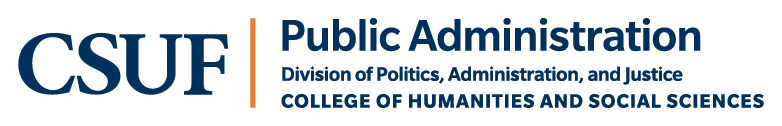 CSUF
Public Administration
Division of Politics, Administration, and Justice
COLLEGE OF HUMANITIES AND SOCIAL SCIENCES